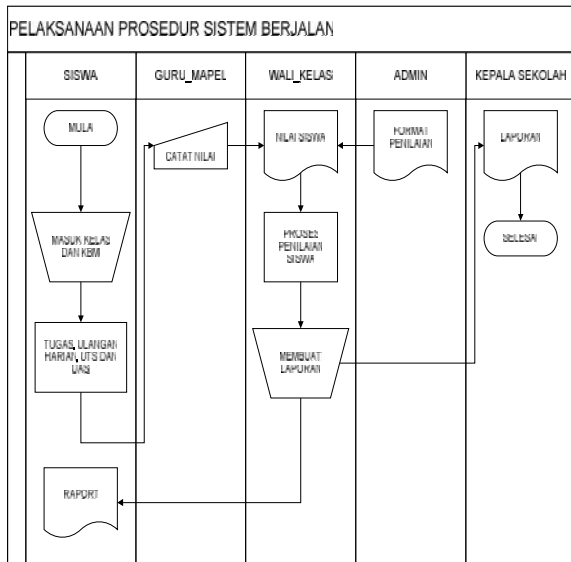 PELAKSANAAN PROSEDUR SISTEM BERJALAN
SISWA
GURU_MAPEL
WALI_KELAS
ADMIN
KEPALA SEKOLAH
MULAI
CATAT NILAI
NILAI SISWA
FORMAT
PENILAIAN
LAPORAN
MASUK KELAS
DAN KBM
PROSES
PENILAIAN
SISWA
SELESAI
TUGAS, ULANGAN
HARIAN, UTS DAN
UAS
MEMBUAT
LAPORAN
RAPORT